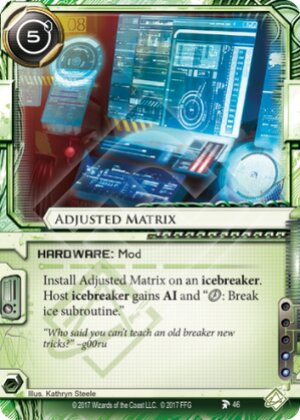 5
08
ADJUSTED MATRIX
HARDWARE: Mod
Install Adjusted Matrix on an icebreaker.
Host icebreaker gains AI and “: Break
ice subroutine.”
“Who said you can't teach an old breaker new
tricks?” –g00ru
Illus. Kathryn Steele
© 2017 Wizards of the Coast LLC. © 2017 FFG 46